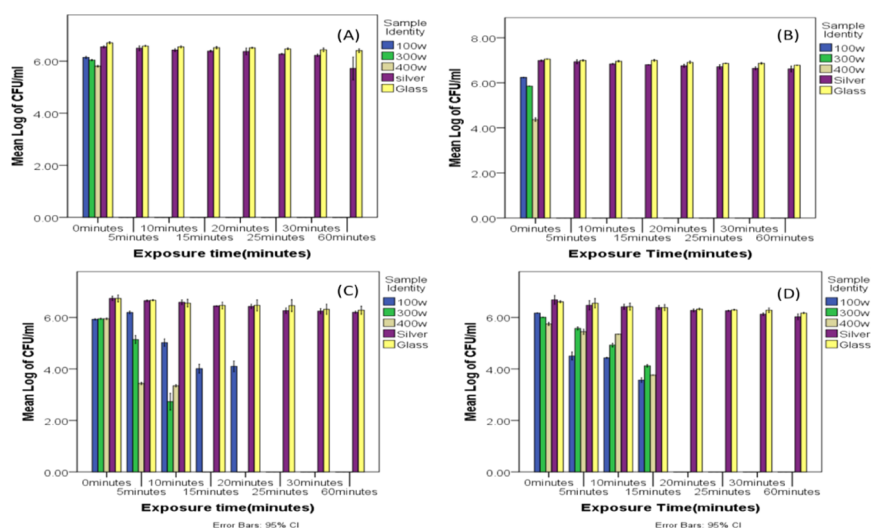 (A)
Mean Log of CFU/ml
6.00
4.00
2.00
0.00
0minutes 10minutes 20minutes 30minutes
5minutes 15minutes 25minutes 60minutes
Exposure time(minutes)
Sample
Identity
100w
300w
400w
silver
Glass
(B)
Mean Log of CFU/ml
8.00
6.00
4.00
2.00
0.00
0minutes 10minutes 20minutes 30minutes
5minutes 15minutes 25minutes 60minutes
Exposure Time(minutes)
Sample
Identity
100w
300w
400w
Silver
Glass
(C)
Mean Log of CFU/ml
6.00
4.00
2.00
0.00
0minutes 10minutes 20minutes 30minutes
5minutes 15minutes 25minutes 60minutes
Exposure time(minutes)
Error Bars: 95% CI
Sample
Identity
100w
300w
400w
Silver
Glass
(D)
Mean Log of CFU/ml
6.00
4.00
2.00
0.00
0minutes 10minutes 20minutes 30minutes
5minutes 15minutes 25minutes 60minutes
Exposure Time(minutes)
Error Bars: 95% CI
Sample
Identity
100w
300w
400w
Silver
Glass